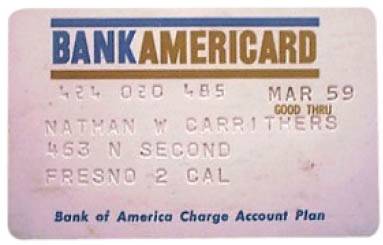 BANKAMERICARD
424 020 485 MAR 59
GOOD THRU
NATHAN W CARRITHERS
463 N SECOND
FRESNO 2 CAL
Bank of America Charge Account Plan